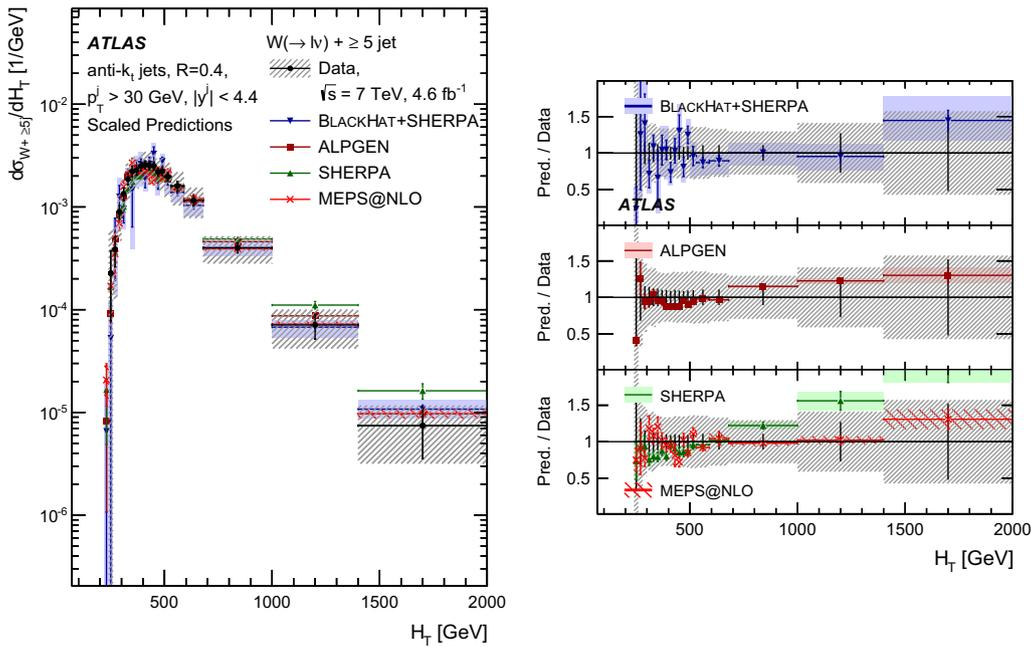 dσ_{W+ ≥5j}/dH_T [1/GeV]
ATLAS
anti-k_t jets, R=0.4,
p_T^j > 30 GeV, |y^j| < 4.4
Scaled Predictions
W(→ lν) + ≥ 5 jet
Data,
√s = 7 TeV, 4.6 fb^{-1}
BLACKHAT+SHERPA
ALPGEN
SHERPA
MEPS@NLO
10^{-2}
10^{-3}
10^{-4}
10^{-5}
10^{-6}
500 1000 1500 2000
H_T [GeV]
Pred. / Data
1.5
1
0.5
BLACKHAT+SHERPA
ATLAS
Pred. / Data
1.5
1
0.5
ALPGEN
Pred. / Data
1.5
1
0.5
SHERPA
MEPS@NLO
500 1000 1500 2000
H_T [GeV]